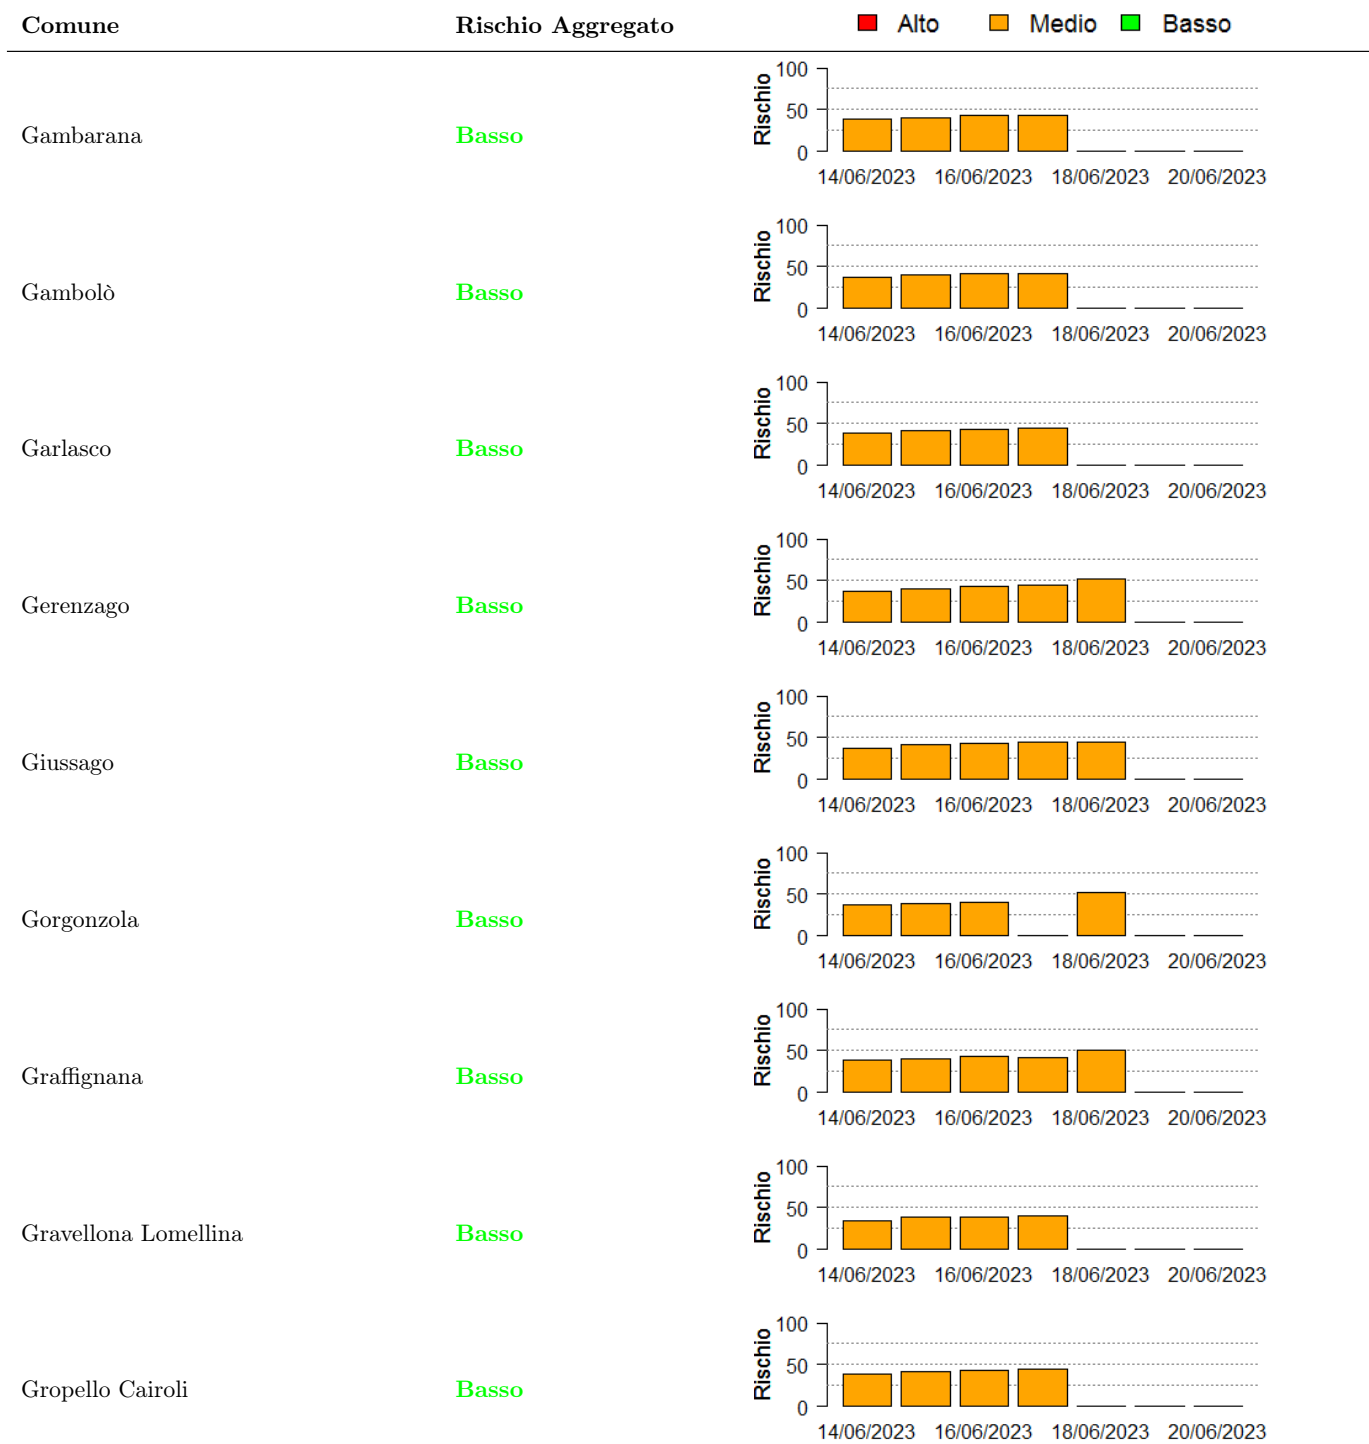 Comune Rischio Aggregato Alto Medio Basso
100
50
0
Rischio
Gambarana Basso
14/06/2023 16/06/2023 18/06/2023 20/06/2023
100
50
0
Rischio
Gambolò Basso
14/06/2023 16/06/2023 18/06/2023 20/06/2023
100
50
0
Rischio
Garlasco Basso
14/06/2023 16/06/2023 18/06/2023 20/06/2023
100
50
0
Rischio
Gerenzago Basso
14/06/2023 16/06/2023 18/06/2023 20/06/2023
100
50
0
Rischio
Giussago Basso
14/06/2023 16/06/2023 18/06/2023 20/06/2023
100
50
0
Rischio
Gorgonzola Basso
14/06/2023 16/06/2023 18/06/2023 20/06/2023
100
50
0
Rischio
Graffignana Basso
14/06/2023 16/06/2023 18/06/2023 20/06/2023
100
50
0
Rischio
Gravellona Lomellina Basso
14/06/2023 16/06/2023 18/06/2023 20/06/2023
100
50
0
Rischio
Gropello Cairoli Basso
14/06/2023 16/06/2023 18/06/2023 20/06/2023